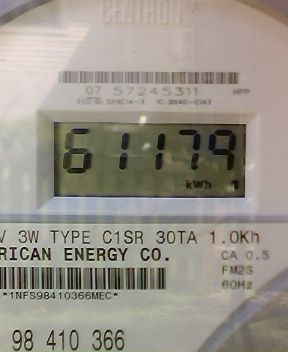 CENTRON
07 57245311 HPP
61179
kWh
V 3W TYPE C1SR 30TA 1.0Kh
RICAN ENERGY CO. CA 0.5
FM2S
60Hz
*1NFS98410366MEC*
98 410 366